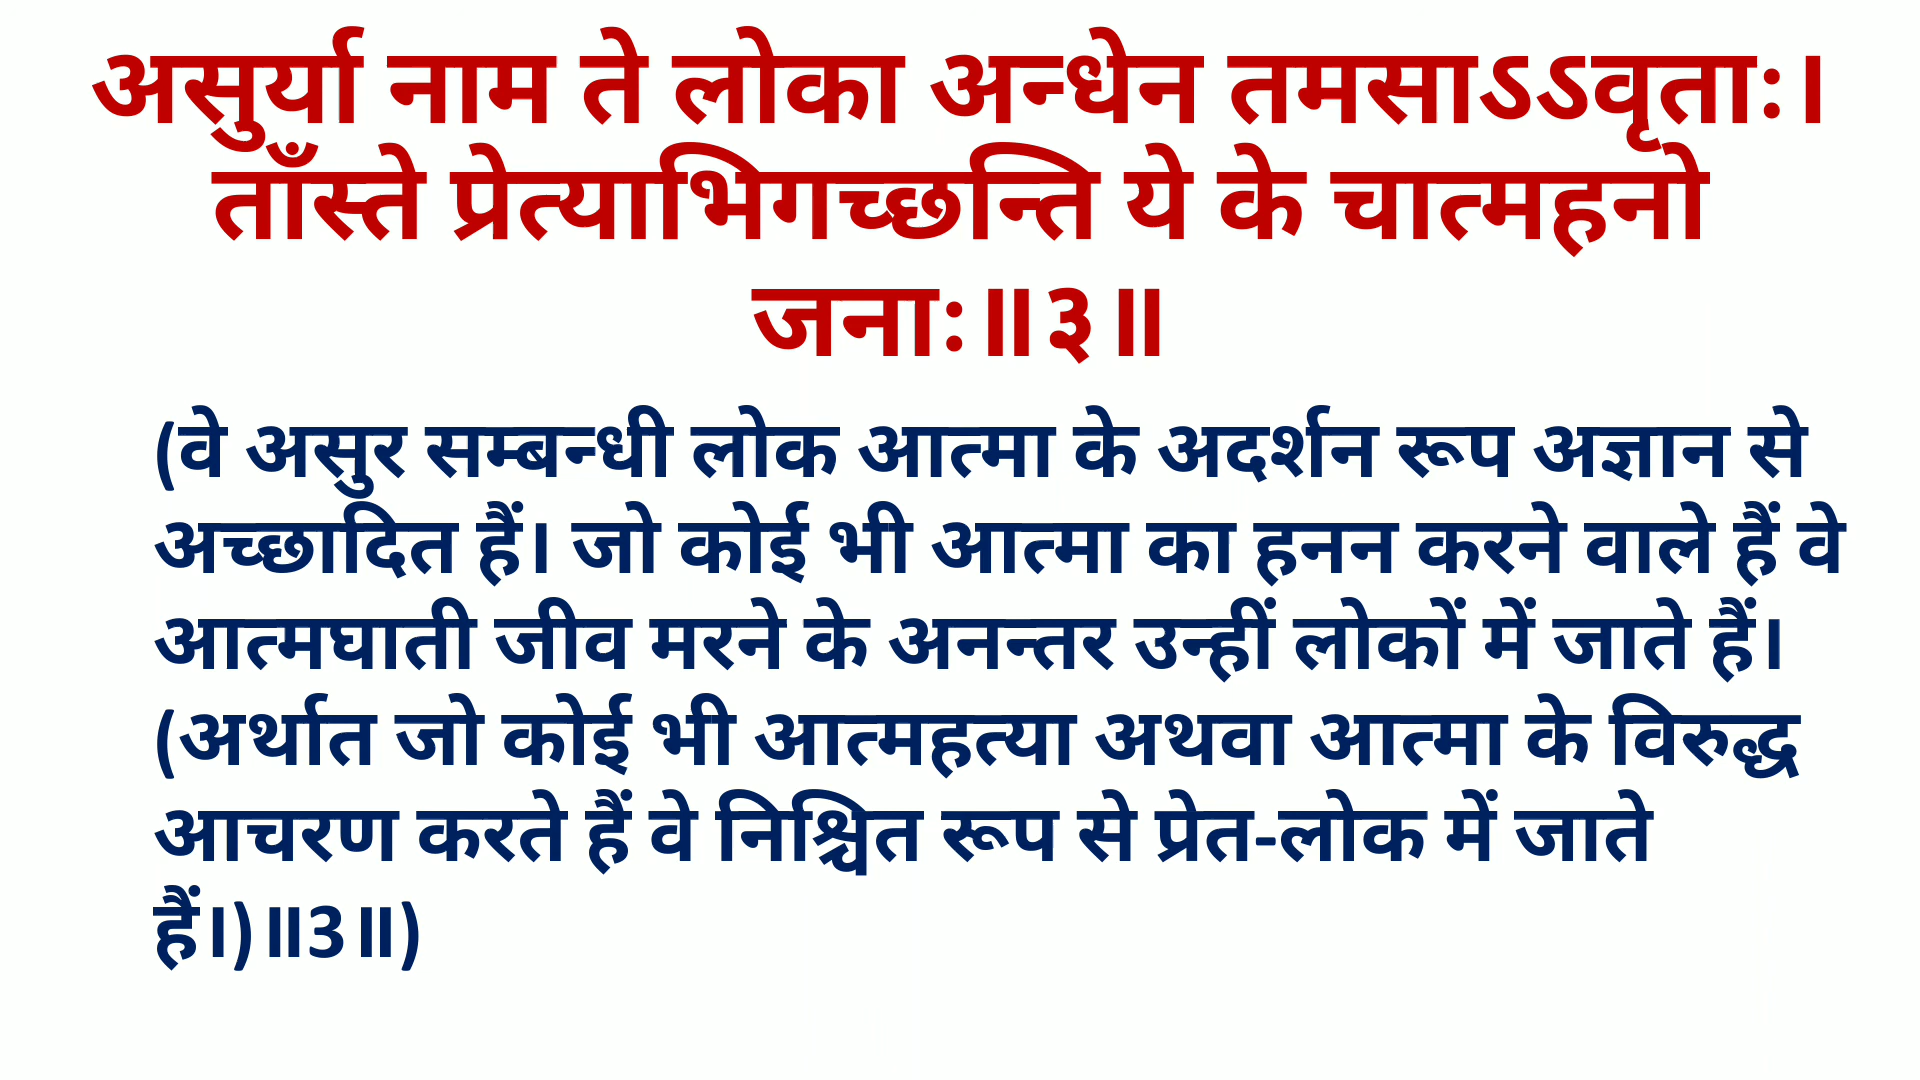 असुर्या नाम ते लोका अन्धेन तमसाऽऽवृताः।
ताँस्ते प्रेत्याभिगच्छन्ति ये के चात्महनो
जनाः॥३॥
(वे असुर सम्बन्धी लोक आत्मा के अदर्शन रूप अज्ञान से
अच्छादित हैं। जो कोई भी आत्मा का हनन करने वाले हैं वे
आत्मघाती जीव मरने के अनन्तर उन्हीं लोकों में जाते हैं।
(अर्थात जो कोई भी आत्महत्या अथवा आत्मा के विरुद्ध
आचरण करते हैं वे निश्चित रूप से प्रेत-लोक में जाते
हैं।)॥3॥)